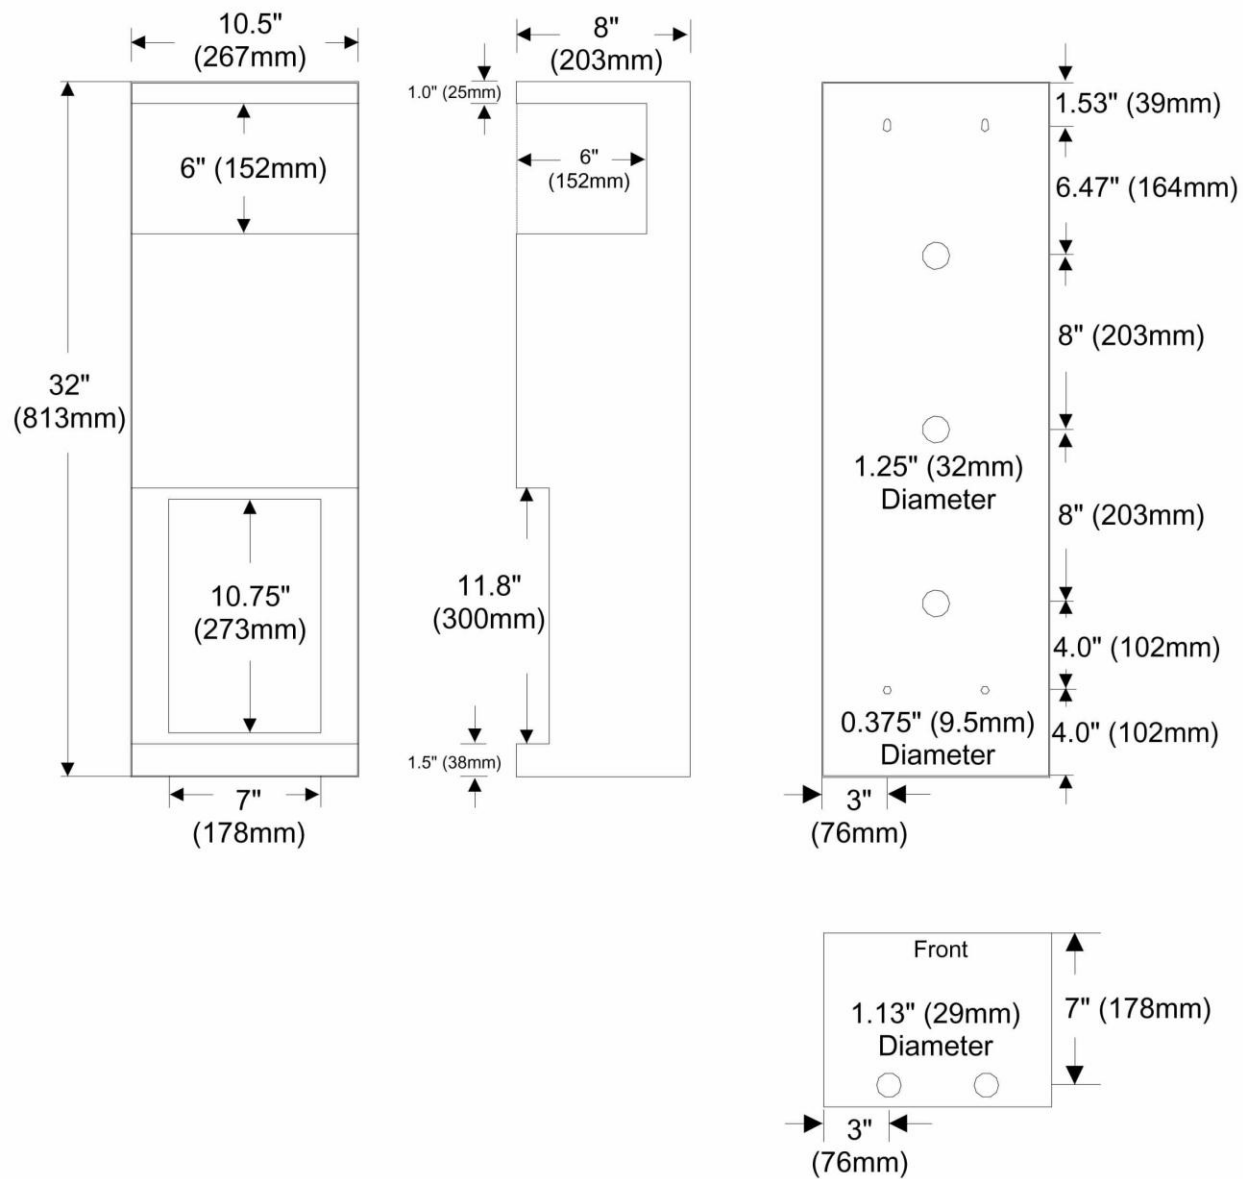 10.5"
(267mm)
6" (152mm)
32"
(813mm)
10.75"
(273mm)
7"
(178mm)
8"
(203mm)
1.0" (25mm)
6"
(152mm)
11.8"
(300mm)
1.5" (38mm)
1.53" (39mm)
6.47" (164mm)
8" (203mm)
1.25" (32mm)
Diameter
8" (203mm)
4.0" (102mm)
0.375" (9.5mm)
Diameter
4.0" (102mm)
3"
(76mm)
Front
1.13" (29mm)
Diameter
7" (178mm)
3"
(76mm)